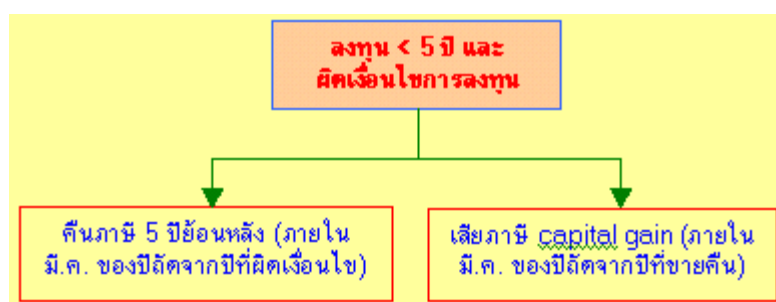 ลงทุน < 5 ปี และ
ผิดเงื่อนไขการลงทุน
คืนภาษี 5 ปีย้อนหลัง (ภายใน
มี.ค. ของปีถัดจากปีที่ผิดเงื่อนไข)
เสียภาษี capital gain (ภายใน
มี.ค. ของปีถัดจากปีที่ขายคืน)